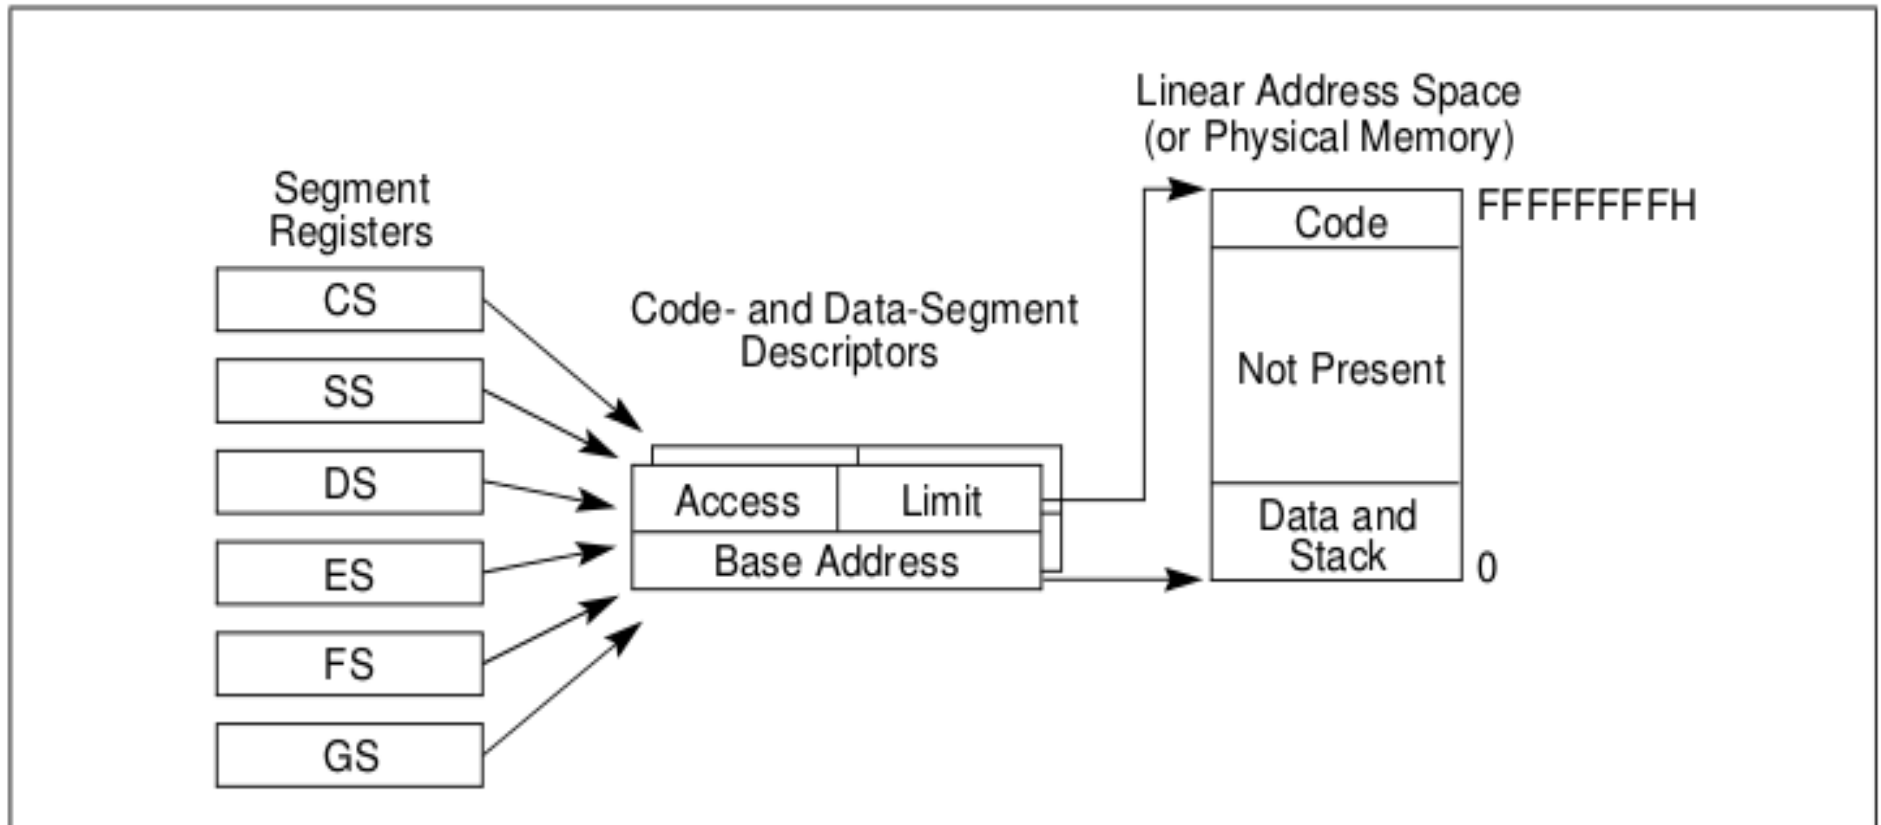 Linear Address Space
(or Physical Memory)
Segment
Registers
CS
SS
DS
ES
FS
GS
Code- and Data-Segment
Descriptors
Access
Limit
Base Address
Code
FFFFFFFFH
Not Present
Data and
Stack
0